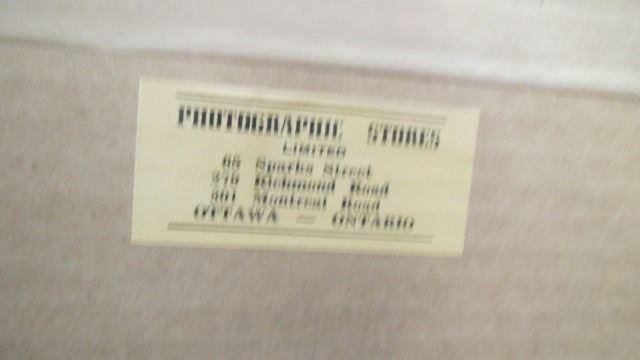 PHOTOGRAPHIC STORES
LIMITED
65 Sparks Street
Richmond Road
Montreal Road
OTTAWA — ONTARIO